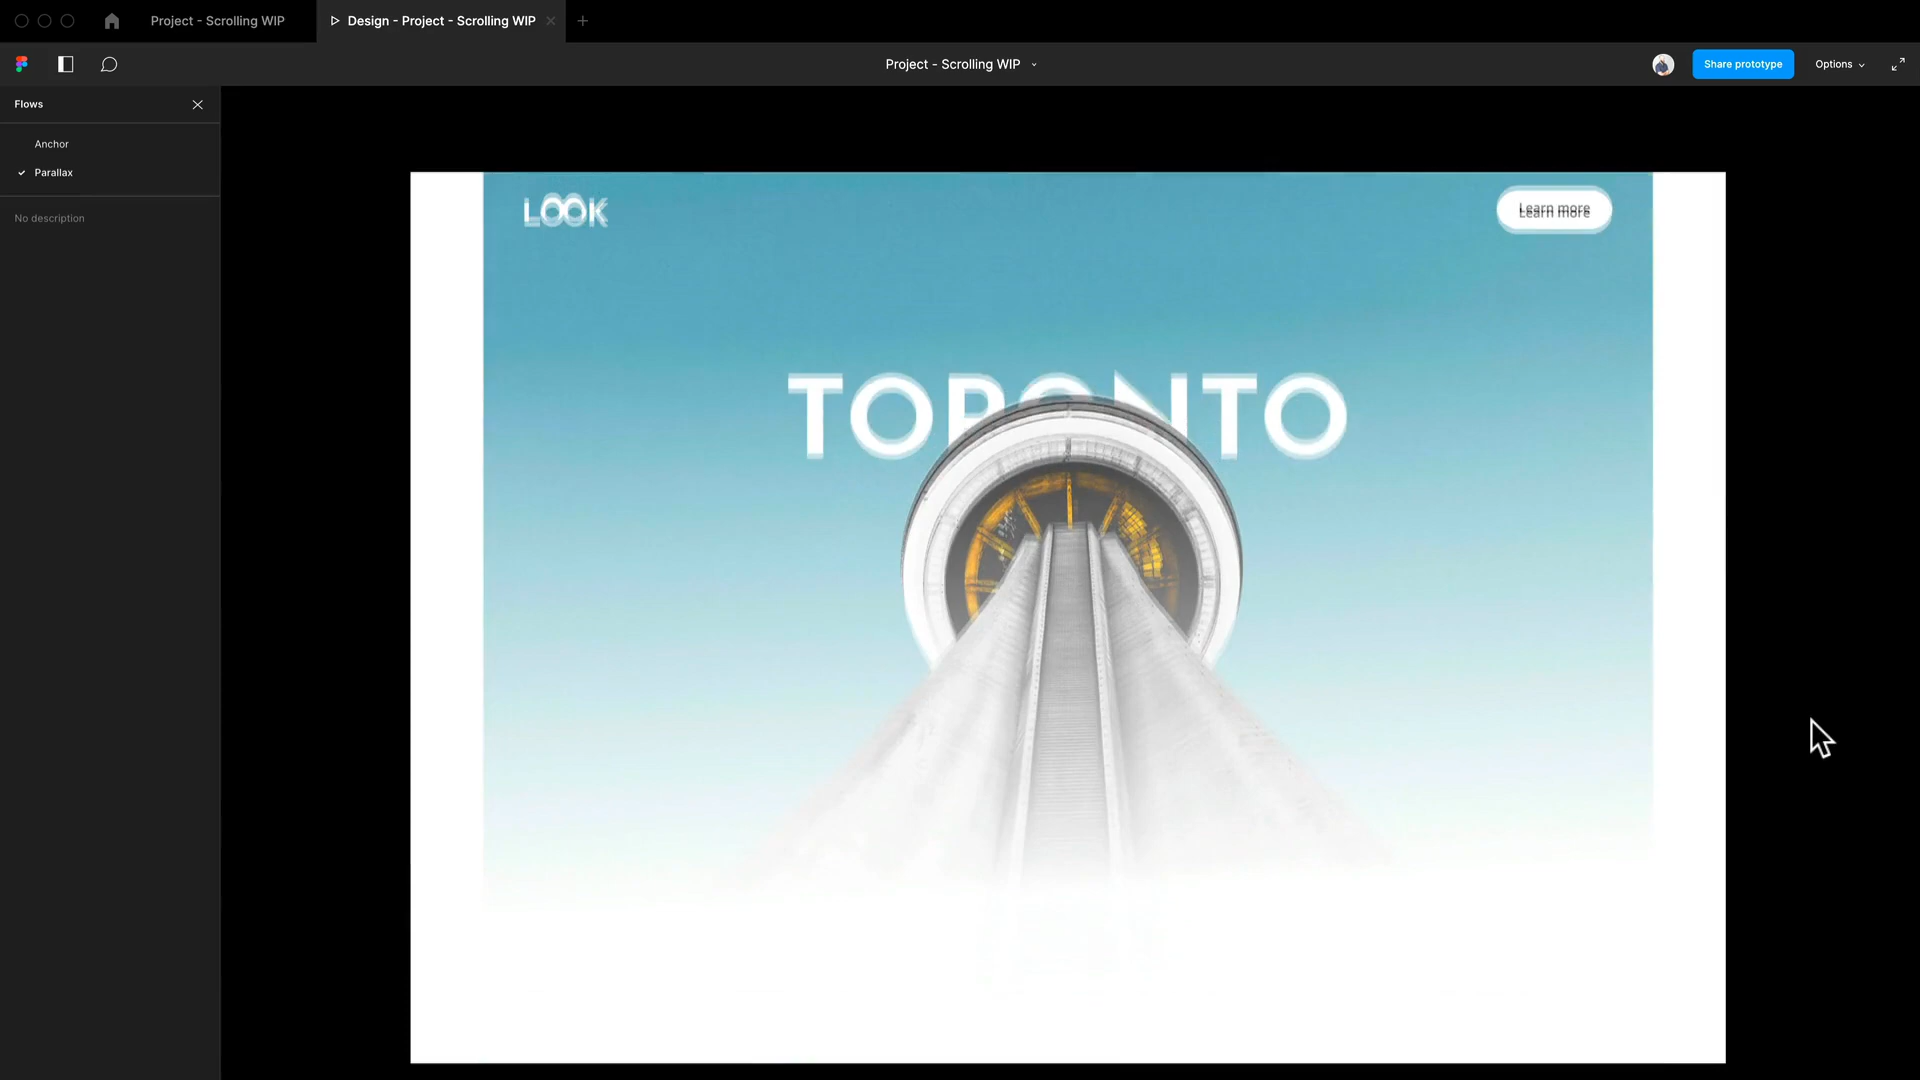 Project - Scrolling WIP
Design - Project - Scrolling WIP
Project - Scrolling WIP
Share prototype
Options
Flows
Anchor
Parallax
No description
LOOK
Learn more
TORONTO